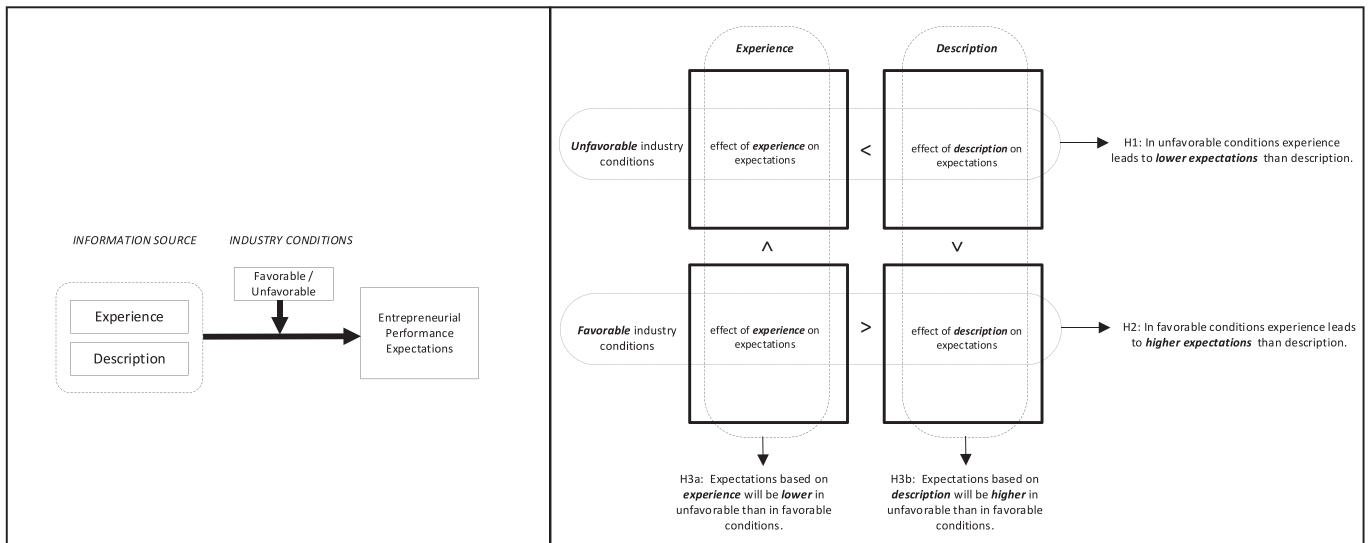 INFORMATION SOURCE
INDUSTRY CONDITIONS
Favorable /
Unfavorable
Experience
Description
Entrepreneurial
Performance
Expectations
Experience
Description
Unfavorable industry
conditions
effect of experience on
expectations
<
effect of description on
expectations
H1: In unfavorable conditions experience
leads to lower expectations than description.
<
>
Favorable industry
conditions
effect of experience on
expectations
>
effect of description on
expectations
H2: In favorable conditions experience leads
to higher expectations than description.
H3a: Expectations based on
experience will be lower in
unfavorable than in favorable
conditions.
H3b: Expectations based on
description will be higher in
unfavorable than in favorable
conditions.